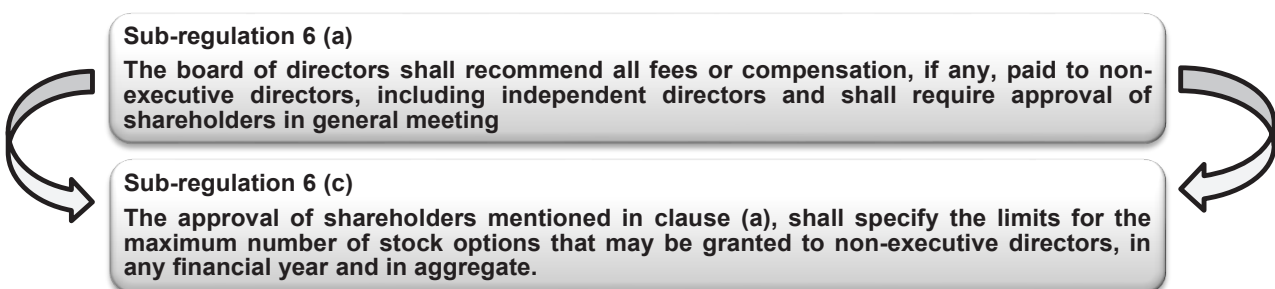 Sub-regulation 6 (a)
The board of directors shall recommend all fees or compensation, if any, paid to non-
executive directors, including independent directors and shall require approval of
shareholders in general meeting
Sub-regulation 6 (c)
The approval of shareholders mentioned in clause (a), shall specify the limits for the
maximum number of stock options that may be granted to non-executive directors, in
any financial year and in aggregate.